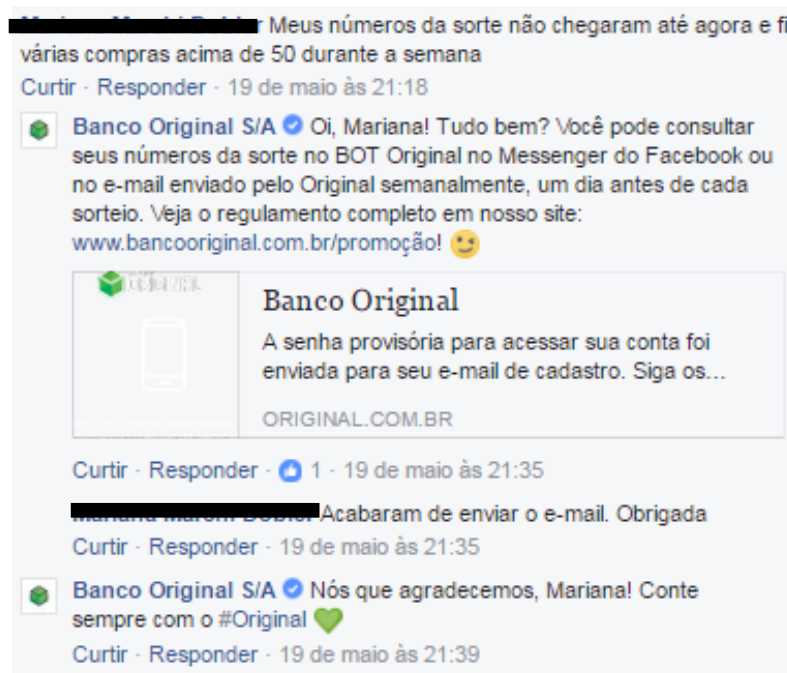 Meus números da sorte não chegaram até agora e fi
várias compras acima de 50 durante a semana
Curtir · Responder · 19 de maio às 21:18
Banco Original S/A Oi, Mariana! Tudo bem? Você pode consultar
seus números da sorte no BOT Original no Messenger do Facebook ou
no e-mail enviado pelo Original semanalmente, um dia antes de cada
sorteio. Veja o regulamento completo em nosso site:
www.bancooriginal.com.br/promoção!
ORIGINAL
Banco Original
A senha provisória para acessar sua conta foi
enviada para seu e-mail de cadastro. Siga os...
ORIGINAL.COM.BR
Curtir · Responder · 1 · 19 de maio às 21:35
Acabaram de enviar o e-mail. Obrigada
Curtir · Responder · 19 de maio às 21:35
Banco Original S/A Nós que agradecemos, Mariana! Conte
sempre com o #Original
Curtir · Responder · 19 de maio às 21:39